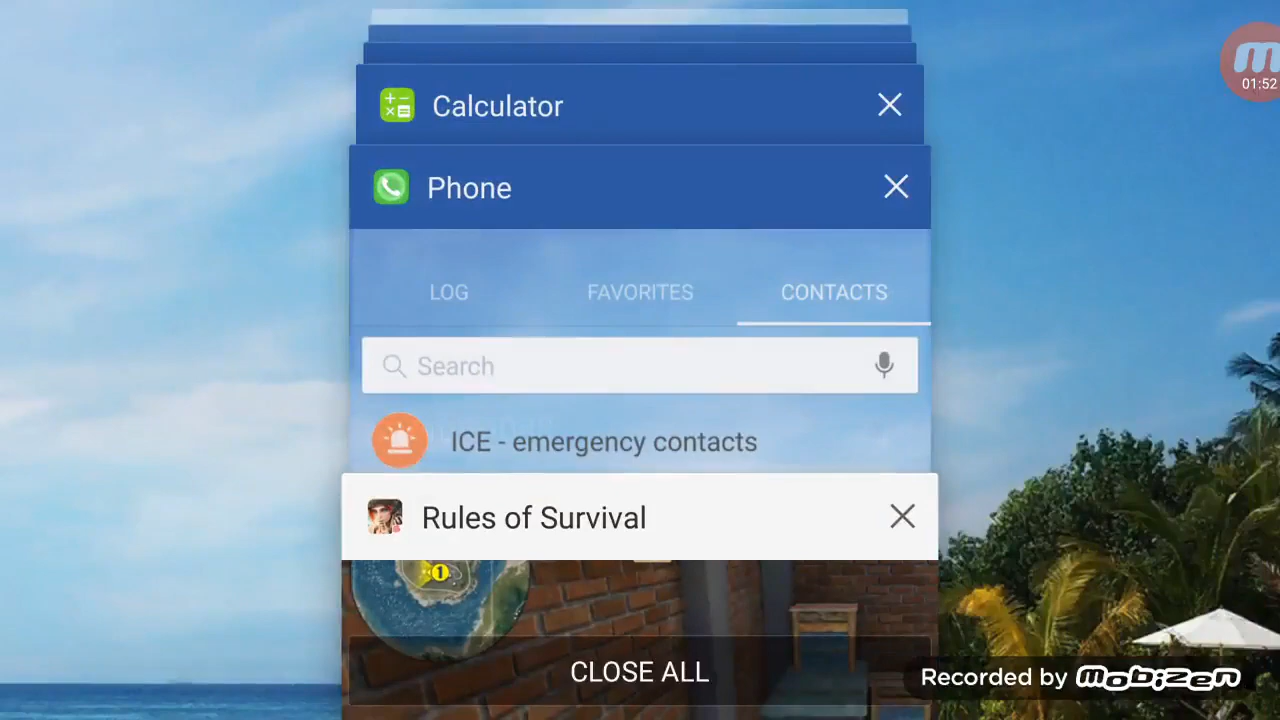 Calculator
01:52
Phone
LOG FAVORITES CONTACTS
Search
ICE - emergency contacts
Rules of Survival
1
CLOSE ALL
Recorded by mobizen